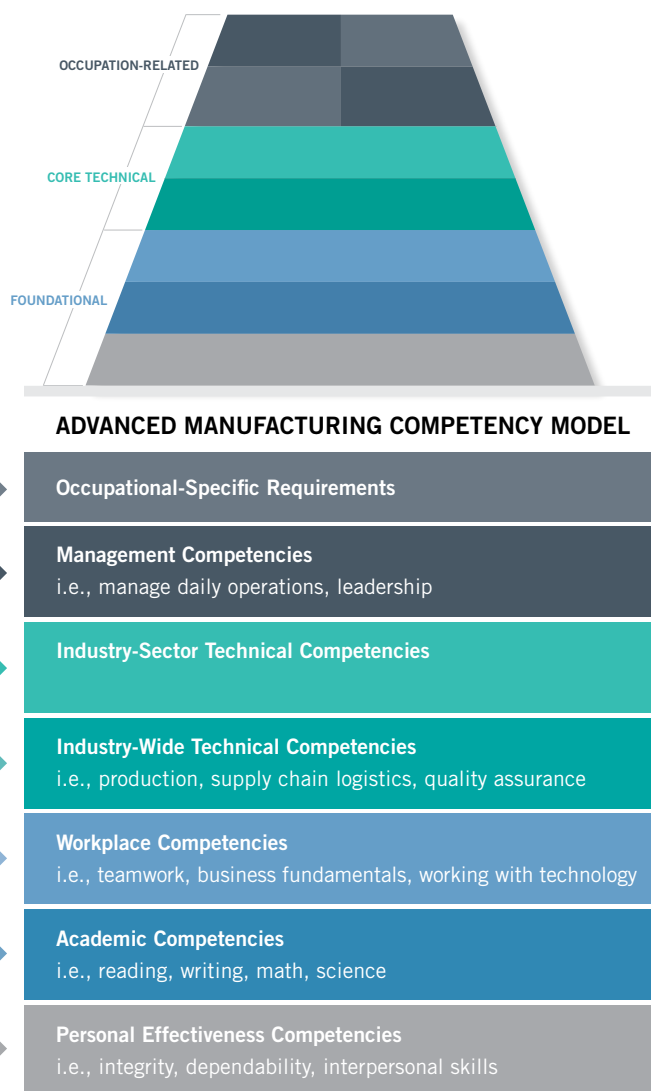 OCCUPATION-RELATED
CORE TECHNICAL
FOUNDATIONAL
ADVANCED MANUFACTURING COMPETENCY MODEL
Occupational-Specific Requirements
Management Competencies
i.e., manage daily operations, leadership
Industry-Sector Technical Competencies
Industry-Wide Technical Competencies
i.e., production, supply chain logistics, quality assurance
Workplace Competencies
i.e., teamwork, business fundamentals, working with technology
Academic Competencies
i.e., reading, writing, math, science
Personal Effectiveness Competencies
i.e., integrity, dependability, interpersonal skills